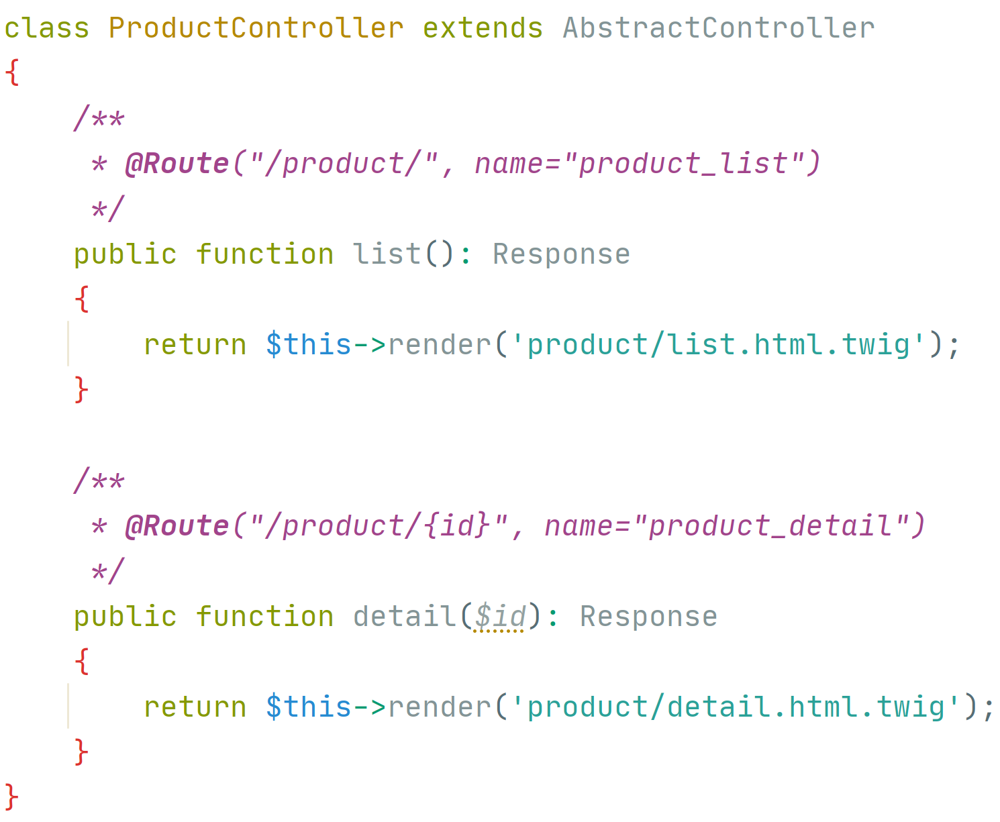 class ProductController extends AbstractController
{
    /**
     * @Route("/product/", name="product_list")
     */
    public function list(): Response
    {
        return $this->render('product/list.html.twig');
    }

    /**
     * @Route("/product/{id}", name="product_detail")
     */
    public function detail($id): Response
    {
        return $this->render('product/detail.html.twig');
    }
}